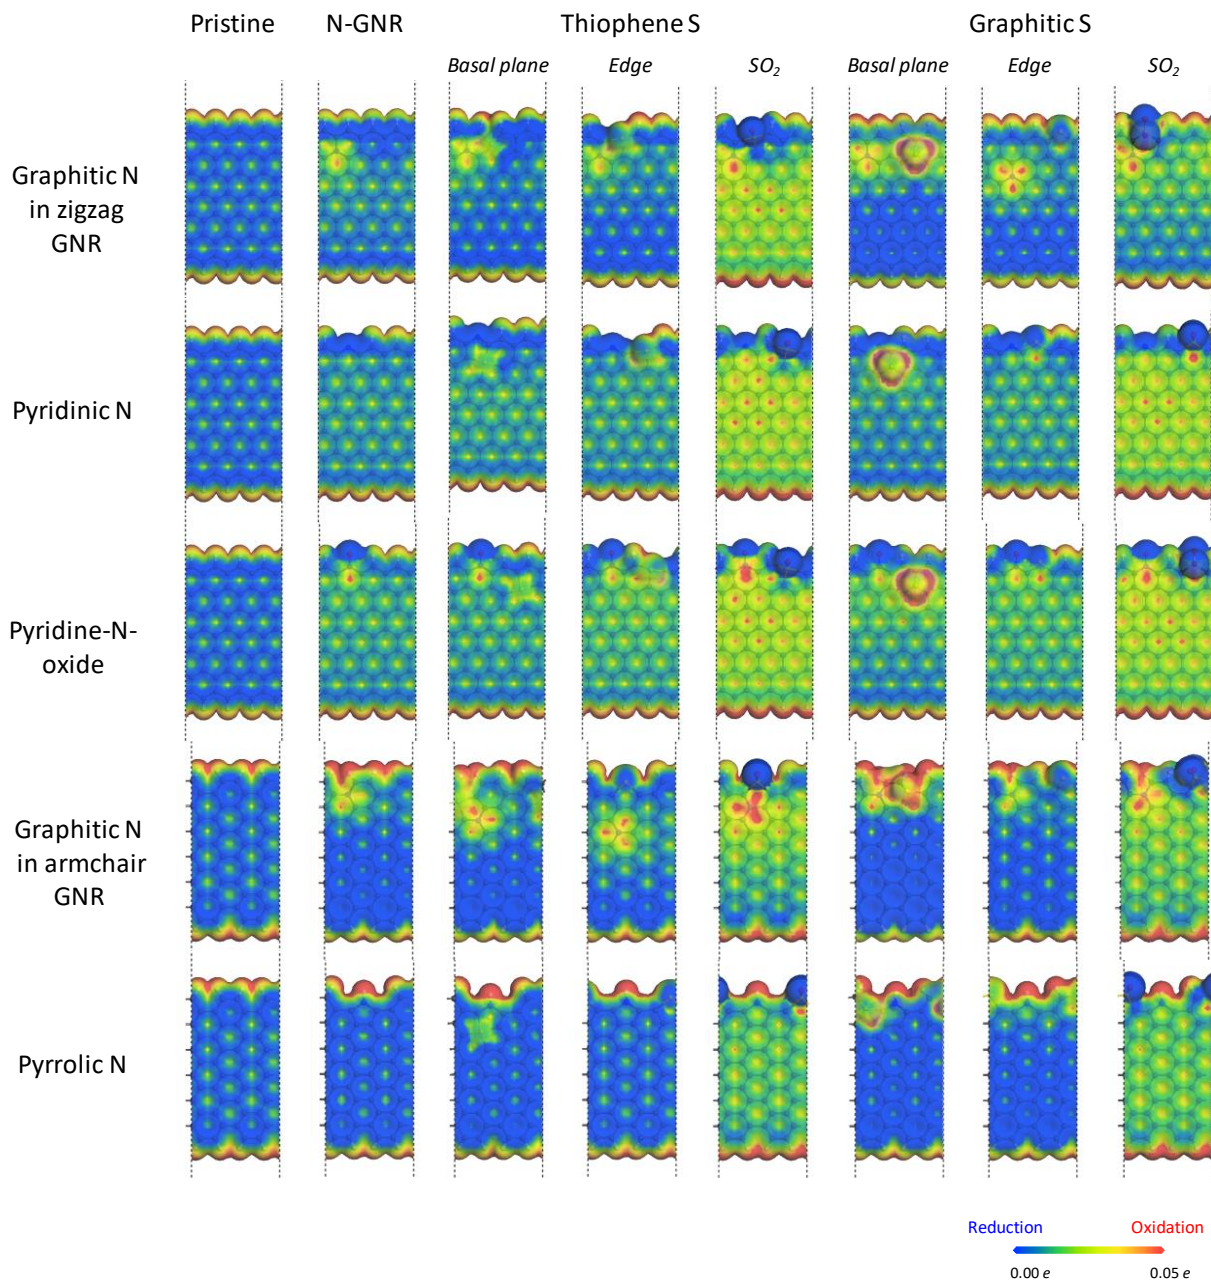 Pristine N-GNR Thiophene S Graphitic S
Basal plane Edge SO2 Basal plane Edge SO2
Graphitic N
in zigzag
GNR
Pyridinic N
Pyridine-N-
oxide
Graphitic N
in armchair
GNR
Pyrrolic N
Reduction Oxidation
0.00 e 0.05 e